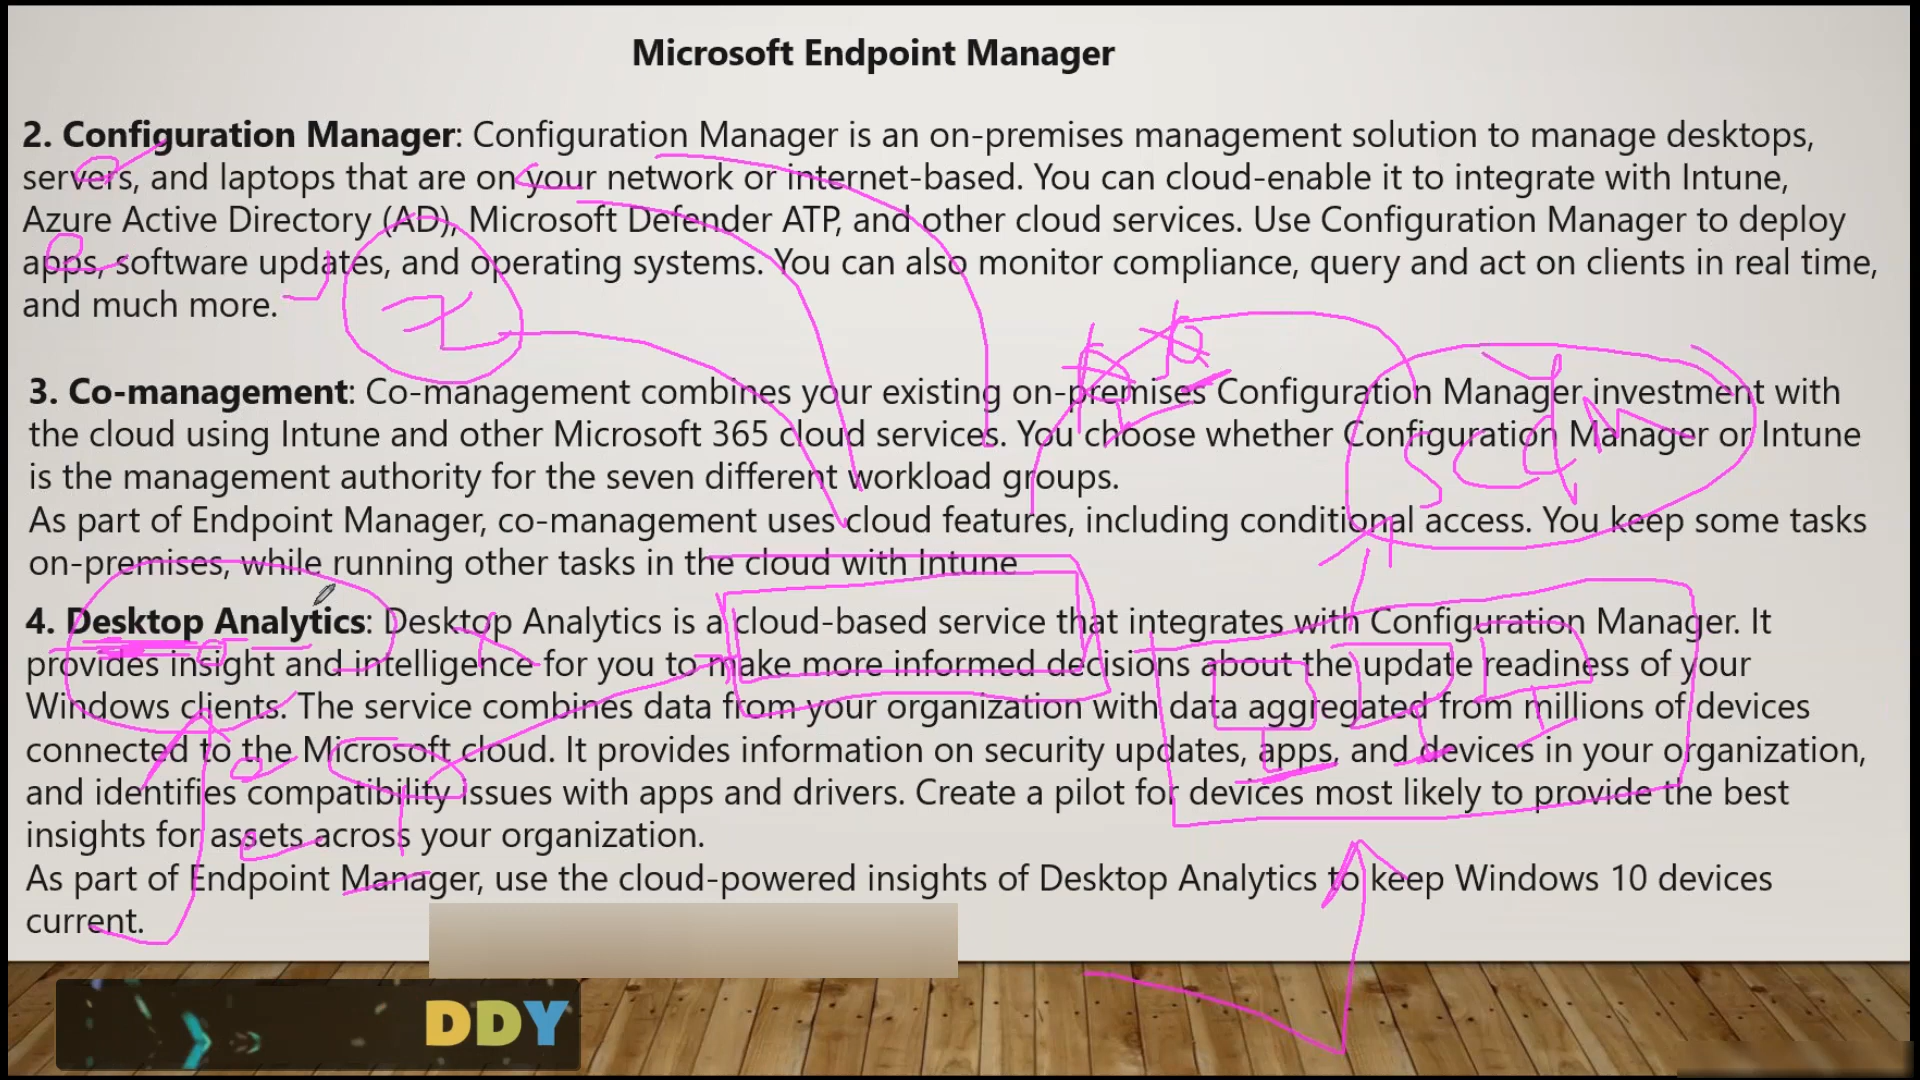 Microsoft Endpoint Manager
2. Configuration Manager: Configuration Manager is an on-premises management solution to manage desktops,
servers, and laptops that are on your network or internet-based. You can cloud-enable it to integrate with Intune,
Azure Active Directory (AD), Microsoft Defender ATP, and other cloud services. Use Configuration Manager to deploy
apps, software updates, and operating systems. You can also monitor compliance, query and act on clients in real time,
and much more.
3. Co-management: Co-management combines your existing on-premises Configuration Manager investment with
the cloud using Intune and other Microsoft 365 cloud services. You choose whether Configuration Manager or Intune
is the management authority for the seven different workload groups.
As part of Endpoint Manager, co-management uses cloud features, including conditional access. You keep some tasks
on-premises, while running other tasks in the cloud with Intune
4. Desktop Analytics: Desktop Analytics is a cloud-based service that integrates with Configuration Manager. It
provides insight and intelligence for you to make more informed decisions about the update readiness of your
Windows clients. The service combines data from your organization with data aggregated from millions of devices
connected to the Microsoft cloud. It provides information on security updates, apps, and devices in your organization,
and identifies compatibility issues with apps and drivers. Create a pilot for devices most likely to provide the best
insights for assets across your organization.
As part of Endpoint Manager, use the cloud-powered insights of Desktop Analytics to keep Windows 10 devices
current.
DDY